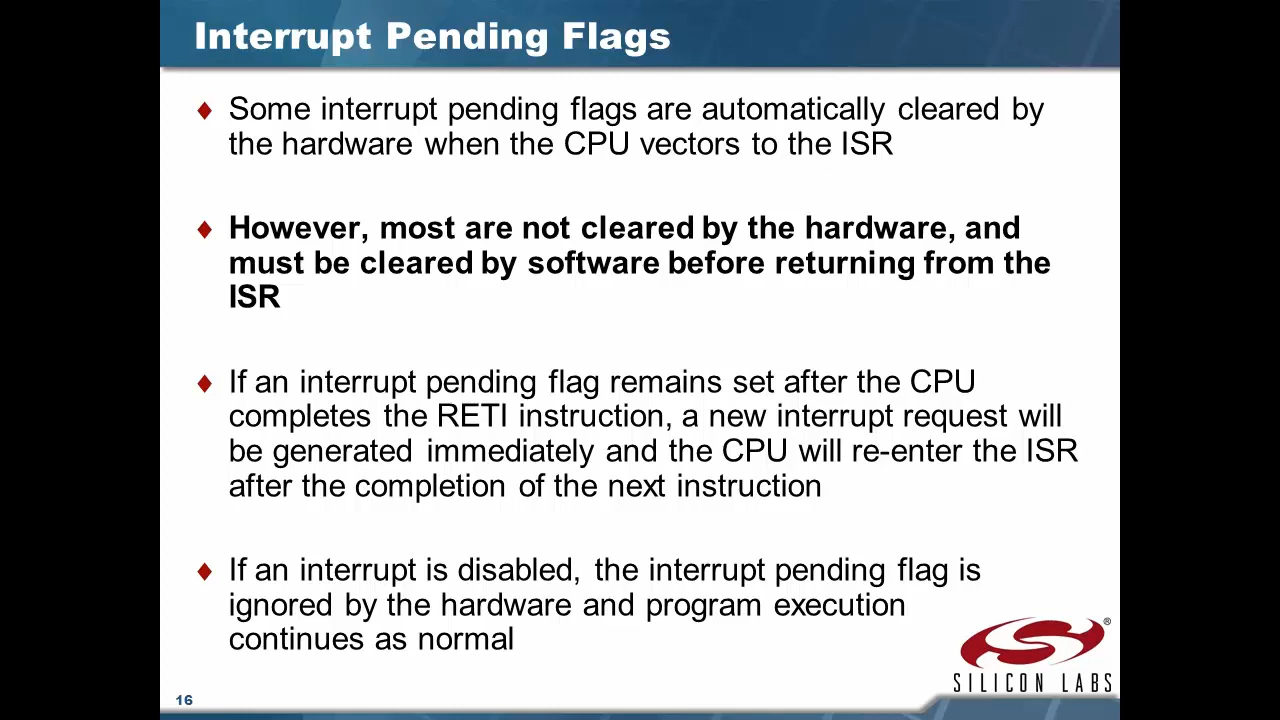 Interrupt Pending Flags
Some interrupt pending flags are automatically cleared by
the hardware when the CPU vectors to the ISR
However, most are not cleared by the hardware, and
must be cleared by software before returning from the
ISR
If an interrupt pending flag remains set after the CPU
completes the RETI instruction, a new interrupt request will
be generated immediately and the CPU will re-enter the ISR
after the completion of the next instruction
If an interrupt is disabled, the interrupt pending flag is
ignored by the hardware and program execution
continues as normal
®
SILICON LABS
16